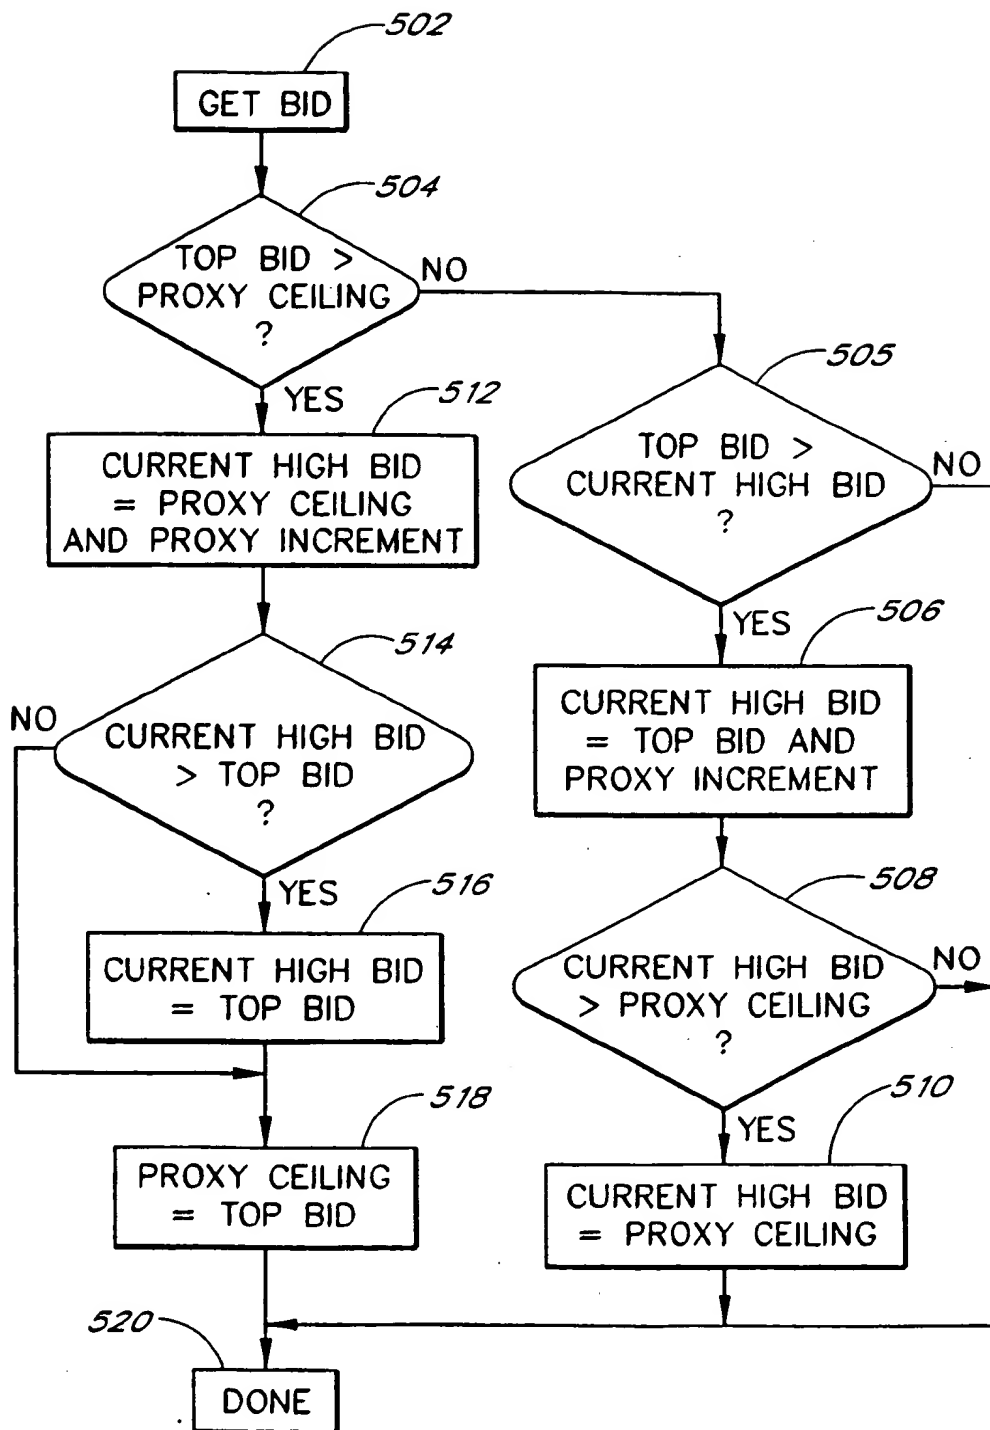 502
GET BID
504
TOP BID >
PROXY CEILING
?
NO
YES
512
CURRENT HIGH BID
= PROXY CEILING
AND PROXY INCREMENT
514
NO
CURRENT HIGH BID
> TOP BID
?
YES
516
CURRENT HIGH BID
= TOP BID
518
PROXY CEILING
= TOP BID
505
TOP BID >
CURRENT HIGH BID
?
NO
YES
506
CURRENT HIGH BID
= TOP BID AND
PROXY INCREMENT
508
CURRENT HIGH BID
> PROXY CEILING
?
NO
YES
510
CURRENT HIGH BID
= PROXY CEILING
520
DONE